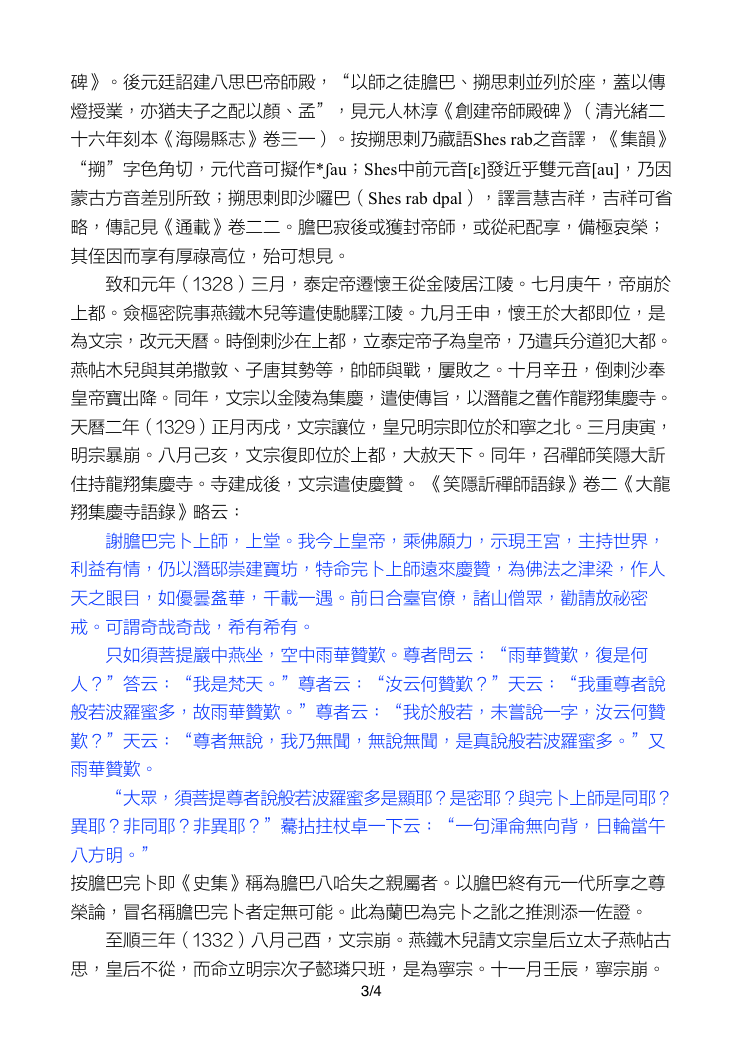 碑》。後元廷詔建八思巴帝師殿，“以師之徒膽巴、搠思剌並列於座，蓋以傳
燈授業，亦猶夫子之配以顏、孟”，見元人林淳《創建帝師殿碑》（清光緒二
十六年刻本《海陽縣志》卷三一）。按搠思剌乃藏語Shes rab之音譯，《集韻》
“搠”字色角切，元代音可擬作*ʃau；Shes中前元音[ε]發近乎雙元音[au]，乃因
蒙古方音差別所致；搠思剌即沙囉巴（Shes rab dpal），譯言慧吉祥，吉祥可省
略，傳記見《通載》卷二二。膽巴寂後或獲封帝師，或從祀配享，備極哀榮；
其侄因而享有厚祿高位，殆可想見。
致和元年（1328）三月，泰定帝遷懷王從金陵居江陵。七月庚午，帝崩於
上都。僉樞密院事燕鐵木兒等遣使馳驛江陵。九月壬申，懷王於大都即位，是
為文宗，改元天曆。時倒剌沙在上都，立泰定帝子為皇帝，乃遣兵分道犯大都。
燕帖木兒與其弟撒敦、子唐其勢等，帥師與戰，屢敗之。十月辛丑，倒剌沙奉
皇帝寶出降。同年，文宗以金陵為集慶，遣使傳旨，以潛龍之舊作龍翔集慶寺。
天曆二年（1329）正月丙戌，文宗讓位，皇兄明宗即位於和寧之北。三月庚寅，
明宗暴崩。八月己亥，文宗復即位於上都，大赦天下。同年，召禪師笑隱大訢
住持龍翔集慶寺。寺建成後，文宗遣使慶贊。《笑隱訢禪師語錄》卷二《大龍
翔集慶寺語錄》略云：
謝膽巴完卜上師，上堂。我今上皇帝，乘佛願力，示現王宮，主持世界，
利益有情，仍以潛邸崇建寶坊，特命完卜上師遠來慶贊，為佛法之津梁，作人
天之眼目，如優曇盋華，千載一遇。前日合臺官僚，諸山僧眾，勸請放祕密
戒。可謂奇哉奇哉，希有希有。
只如須菩提巖中燕坐，空中雨華贊歎。尊者問云：“雨華贊歎，復是何
人？”答云：“我是梵天。”尊者云：“汝云何贊歎？”天云：“我重尊者說
般若波羅蜜多，故雨華贊歎。”尊者云：“我於般若，未嘗說一字，汝云何贊
歎？”天云：“尊者無說，我乃無聞，無說無聞，是真說般若波羅蜜多。”又
雨華贊歎。
“大眾，須菩提尊者說般若波羅蜜多是顯耶？是密耶？與完卜上師是同耶？
異耶？非同耶？非異耶？”驀拈拄杖卓一下云：“一句渾侖無向背，日輪當午
八方明。”
按膽巴完卜即《史集》稱為膽巴八哈失之親屬者。以膽巴終有元一代所享之尊
榮論，冒名稱膽巴完卜者定無可能。此為蘭巴為完卜之訛之推測添一佐證。
至順三年（1332）八月己酉，文宗崩。燕鐵木兒請文宗皇后立太子燕帖古
思，皇后不從，而命立明宗次子懿璘只班，是為寧宗。十一月壬辰，寧宗崩。
3/4